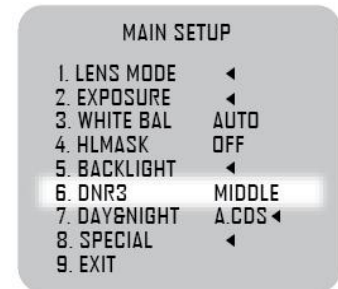 MAIN SETUP
1. LENS MODE ◄
2. EXPOSURE ◄
3. WHITE BAL AUTO
4. HLMASK OFF
5. BACKLIGHT ◄
6. DNR3 MIDDLE
7. DAY&NIGHT A.CDS◄
8. SPECIAL ◄
9. EXIT